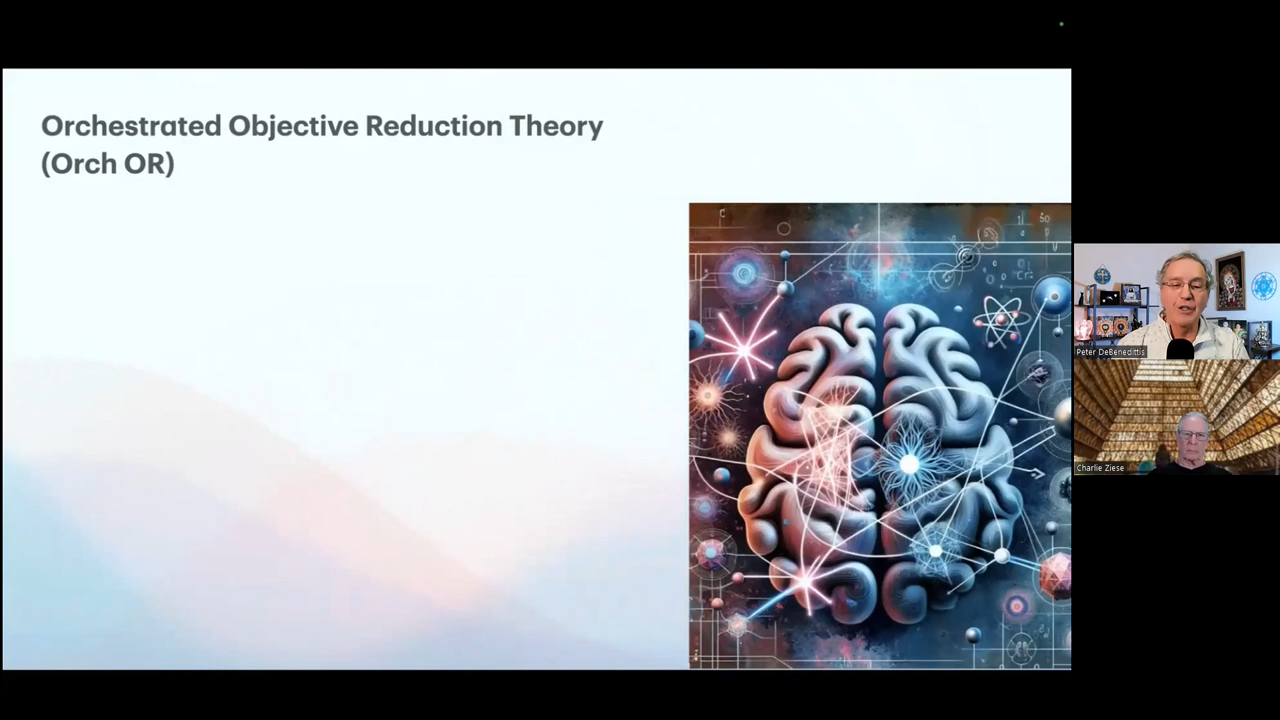 Orchestrated Objective Reduction Theory
(Orch OR)
Peter DeBenedittis
Charlie Ziese